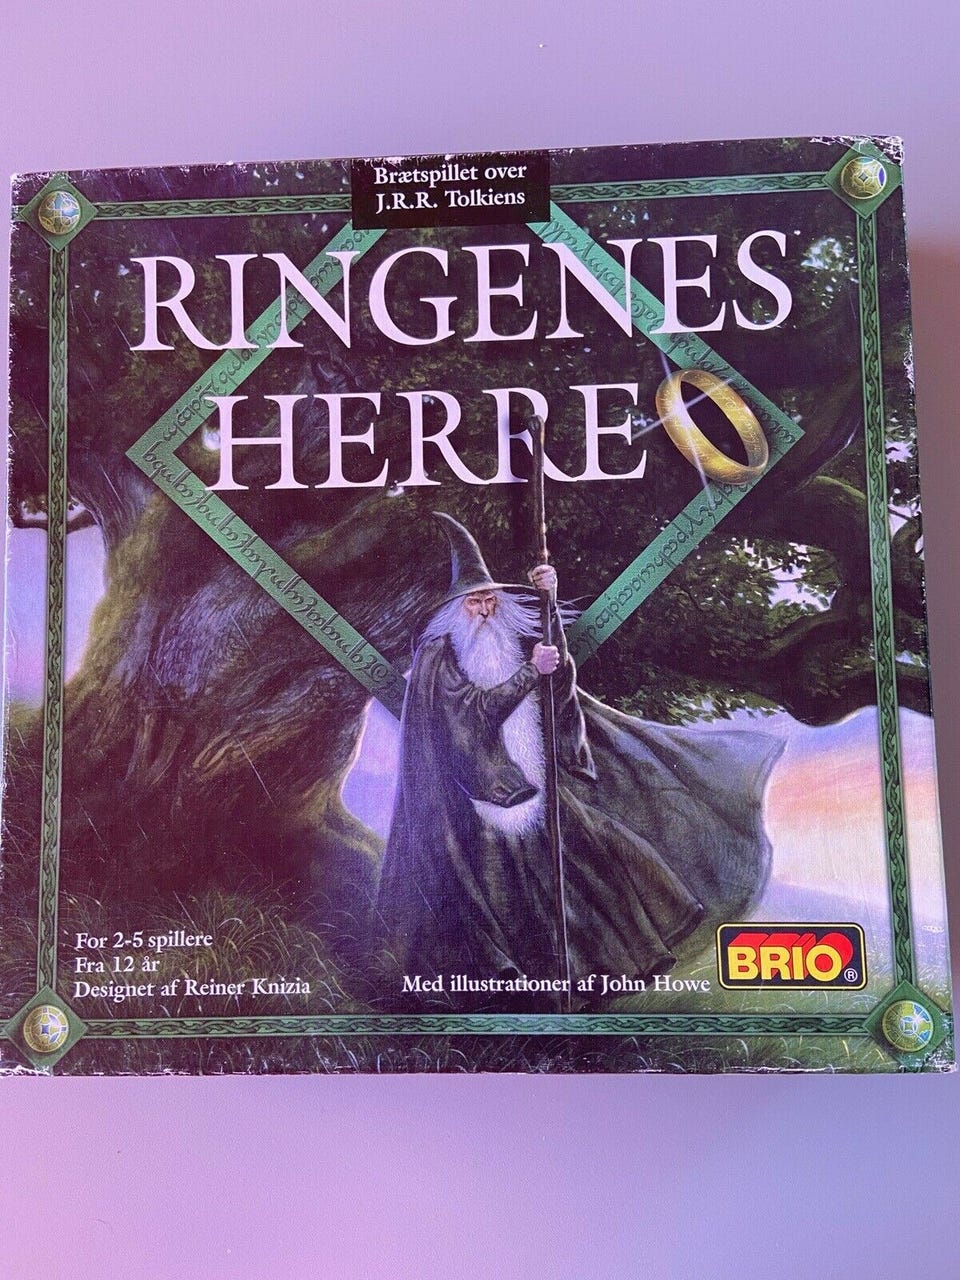 Brætspillet over
J.R.R. Tolkiens
RINGENES
HERRE
For 2-5 spillere
Fra 12 år
Designet af Reiner Knizia
Med illustrationer af John Howe
BRIO®